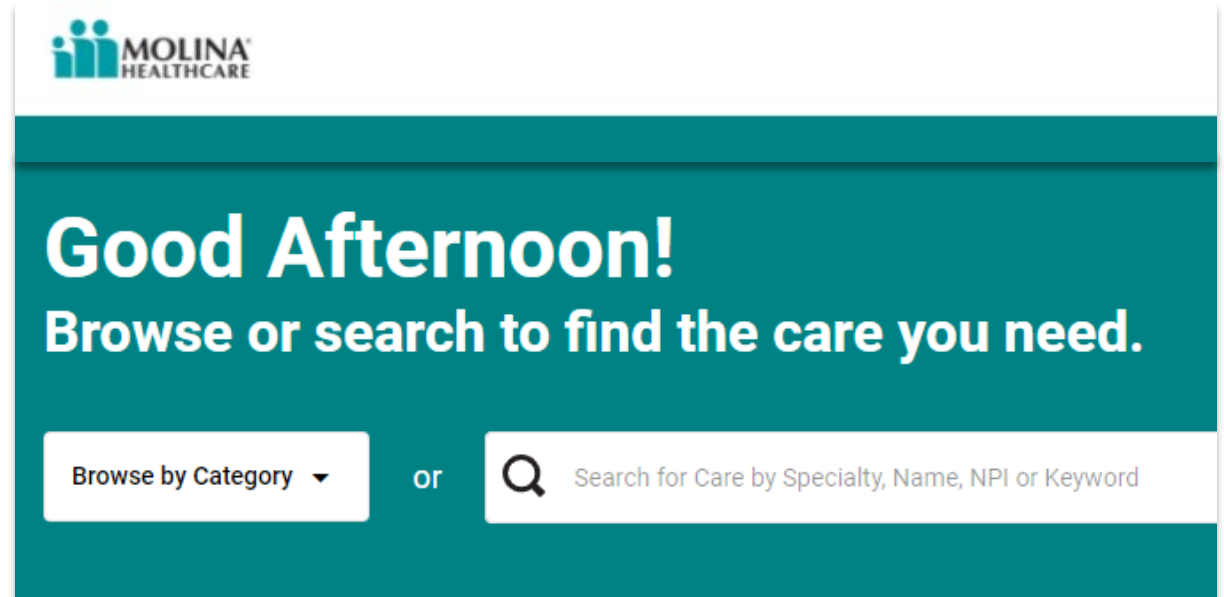 MOLINA®
HEALTHCARE
Good Afternoon!
Browse or search to find the care you need.
Browse by Category
or
Search for Care by Specialty, Name, NPI or Keyword